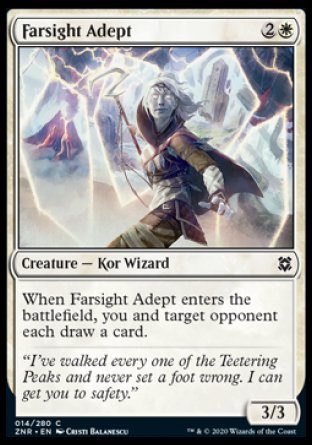 Farsight Adept 2
Creature — Kor Wizard
When Farsight Adept enters the
battlefield, you and target opponent
each draw a card.
“I’ve walked every one of the Teetering
Peaks and never set a foot wrong. I can
get you to safety.”
3/3
014/280 C
ZNR • EN Cristi Balanescu
™ & © 2020 Wizards of the Coast